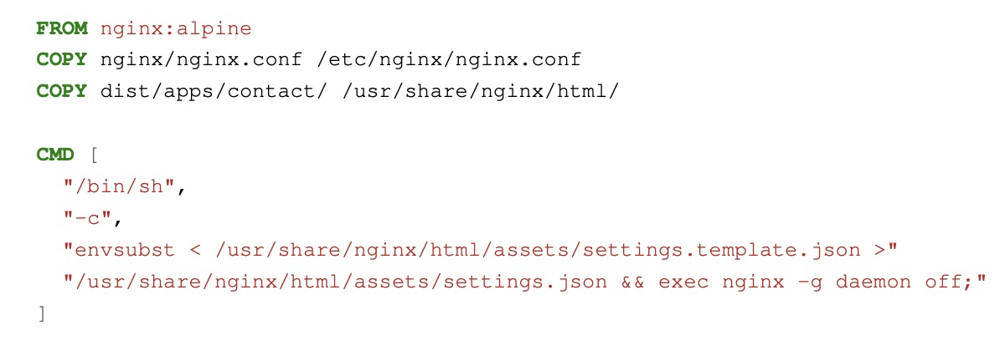 FROM nginx:alpine
COPY nginx/nginx.conf /etc/nginx/nginx.conf
COPY dist/apps/contact/ /usr/share/nginx/html/
CMD [
"/bin/sh",
"-c",
"envsubst < /usr/share/nginx/html/assets/settings.template.json >"
"/usr/share/nginx/html/assets/settings.json && exec nginx -g daemon off;"
]